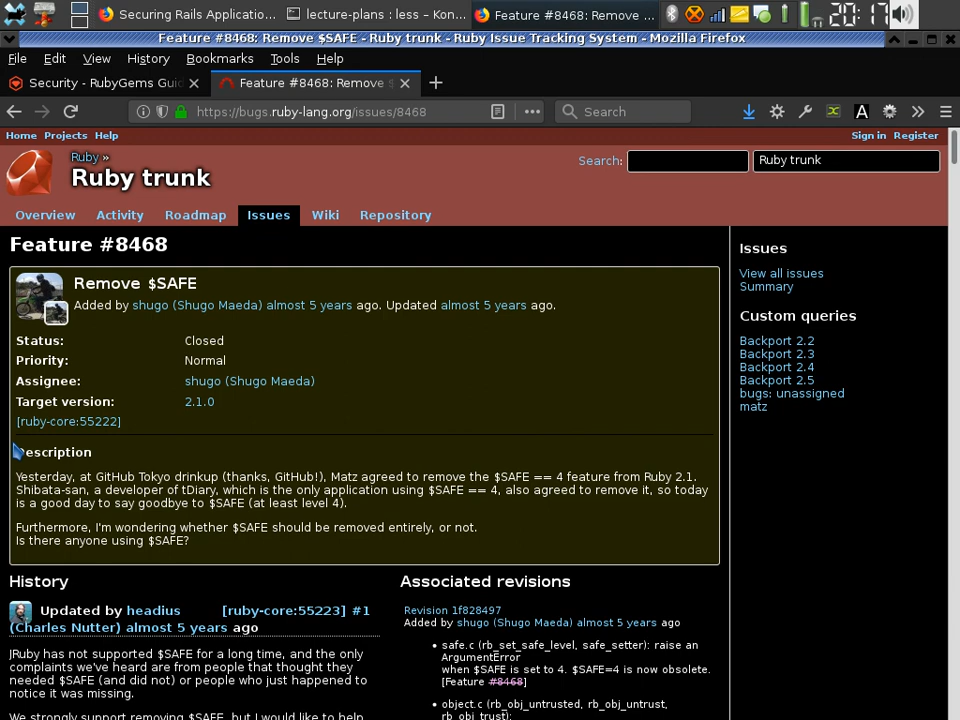 Securing Rails Applicatio...
lecture-plans : less – Kon...
Feature #8468: Remove ...
20:17
Feature #8468: Remove $SAFE - Ruby trunk - Ruby Issue Tracking System - Mozilla Firefox
File Edit View History Bookmarks Tools Help
Security - RubyGems Guid
Feature #8468: Remove $
https://bugs.ruby-lang.org/issues/8468
Search
Home Projects Help
Sign in Register
Ruby »
Search:
Ruby trunk
Ruby trunk
Overview Activity Roadmap Issues Wiki Repository
Feature #8468
Remove $SAFE
Added by shugo (Shugo Maeda) almost 5 years ago. Updated almost 5 years ago.
Status: Closed
Priority: Normal
Assignee: shugo (Shugo Maeda)
Target version: 2.1.0
[ruby-core:55222]
Description
Yesterday, at GitHub Tokyo drinkup (thanks, GitHub!), Matz agreed to remove the $SAFE == 4 feature from Ruby 2.1.
Shibata-san, a developer of tDiary, which is the only application using $SAFE == 4, also agreed to remove it, so today
is a good day to say goodbye to $SAFE (at least level 4).
Furthermore, I'm wondering whether $SAFE should be removed entirely, or not.
Is there anyone using $SAFE?
History
Updated by headius [ruby-core:55223] #1
(Charles Nutter) almost 5 years ago
JRuby has not supported $SAFE for a long time, and the only
complaints we've heard are from people that thought they
needed $SAFE (and did not) or people who just happened to
notice it was missing.
We strongly support removing $SAFE, but I would like to help
Associated revisions
Revision 1f828497
Added by shugo (Shugo Maeda) almost 5 years ago
safe.c (rb_set_safe_level, safe_setter): raise an
ArgumentError
when $SAFE is set to 4. $SAFE=4 is now obsolete.
[Feature #8468]
object.c (rb_obj_untrusted, rb_obj_untrust,
rb_obj_trust):
Issues
View all issues
Summary
Custom queries
Backport 2.2
Backport 2.3
Backport 2.4
Backport 2.5
bugs: unassigned
matz